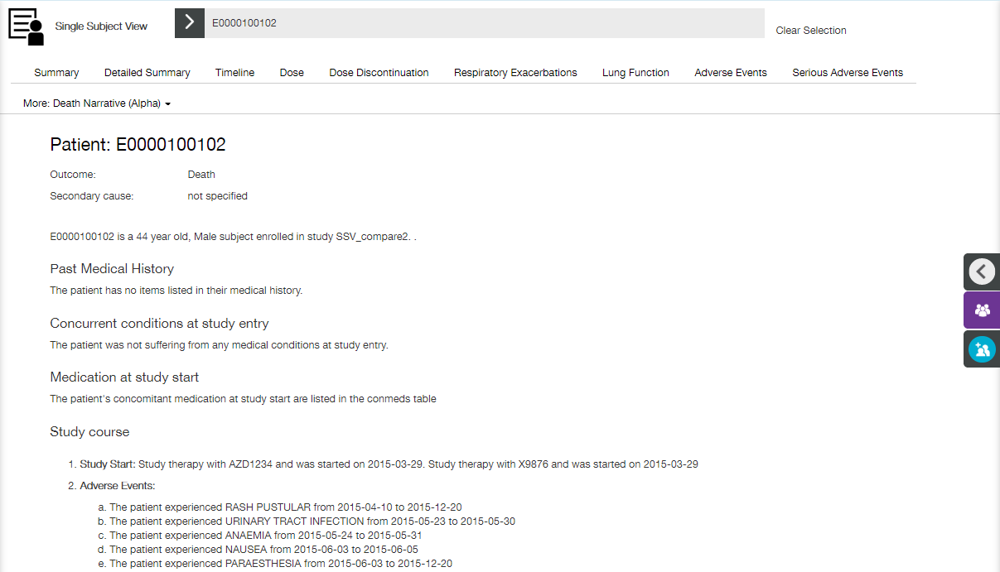 Single Subject View
E0000100102
Clear Selection
Summary Detailed Summary Timeline Dose Dose Discontinuation Respiratory Exacerbations Lung Function Adverse Events Serious Adverse Events
More: Death Narrative (Alpha)
Patient: E0000100102
Outcome: Death
Secondary cause: not specified
E0000100102 is a 44 year old, Male subject enrolled in study SSV_compare2. .
Past Medical History
The patient has no items listed in their medical history.
Concurrent conditions at study entry
The patient was not suffering from any medical conditions at study entry.
Medication at study start
The patient's concomitant medication at study start are listed in the conmeds table
Study course
1. Study Start: Study therapy with AZD1234 and was started on 2015-03-29. Study therapy with X9876 and was started on 2015-03-29
2. Adverse Events:
a. The patient experienced RASH PUSTULAR from 2015-04-10 to 2015-12-20
b. The patient experienced URINARY TRACT INFECTION from 2015-05-23 to 2015-05-30
c. The patient experienced ANAEMIA from 2015-05-24 to 2015-05-31
d. The patient experienced NAUSEA from 2015-06-03 to 2015-06-05
e. The patient experienced PARAESTHESIA from 2015-06-03 to 2015-12-20